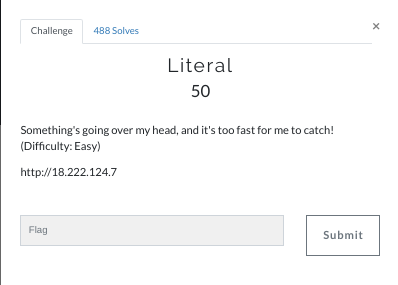 Challenge
488 Solves
×
Literal
50
Something's going over my head, and it's too fast for me to catch!
(Difficulty: Easy)
http://18.222.124.7
Flag
Submit